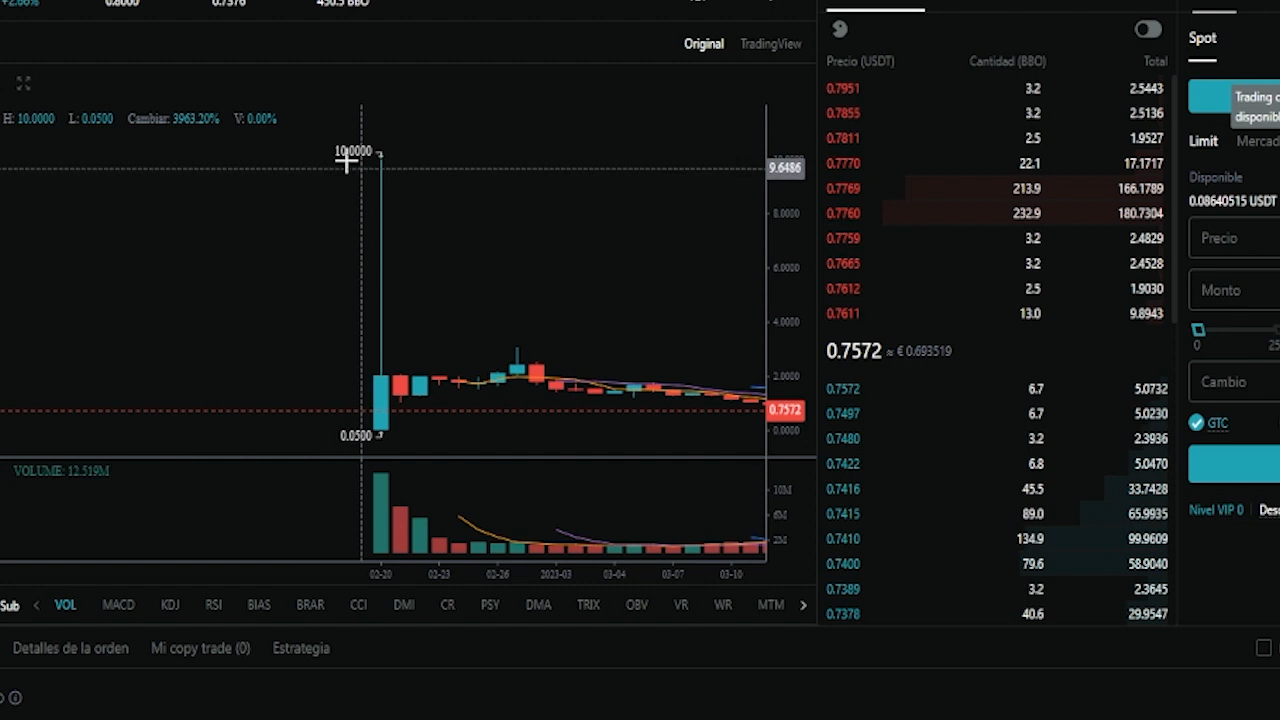 +2.66% 0.8000 0.7376 450.5 BBO
Original TradingView
H: 10.0000 L: 0.0500 Cambiar: 3963.20% V: 0.00%
10.0000
9.6486
8.0000
6.0000
4.0000
2.0000
0.7572
0.0000
0.0500
VOLUME: 12.519M
10M
6M
2M
02-20 02-23 02-26 2023-03 03-04 03-07 03-10
Sub VOL MACD KDJ RSI BIAS BRAR CCI DMI CR PSY DMA TRIX OBV VR WR MTM
Detalles de la orden Mi copy trade (0) Estrategia
Precio (USDT) Cantidad (BBO) Total
0.7951 3.2 2.5443
0.7855 3.2 2.5136
0.7811 2.5 1.9527
0.7770 22.1 17.1717
0.7769 213.9 166.1789
0.7760 232.9 180.7304
0.7759 3.2 2.4829
0.7665 3.2 2.4528
0.7612 2.5 1.9030
0.7611 13.0 9.8943
0.7572 ≈ € 0.693519
0.7572 6.7 5.0732
0.7497 6.7 5.0230
0.7480 3.2 2.3936
0.7422 6.8 5.0470
0.7416 45.5 33.7428
0.7415 89.0 65.9935
0.7410 134.9 99.9609
0.7400 79.6 58.9040
0.7389 3.2 2.3645
0.7378 40.6 29.9547
Spot
Trading
disponibl
Limit Mercad
Disponible
0.08640515 USDT
Precio
Monto
0 25
Cambio
GTC
Nivel VIP 0 Desc